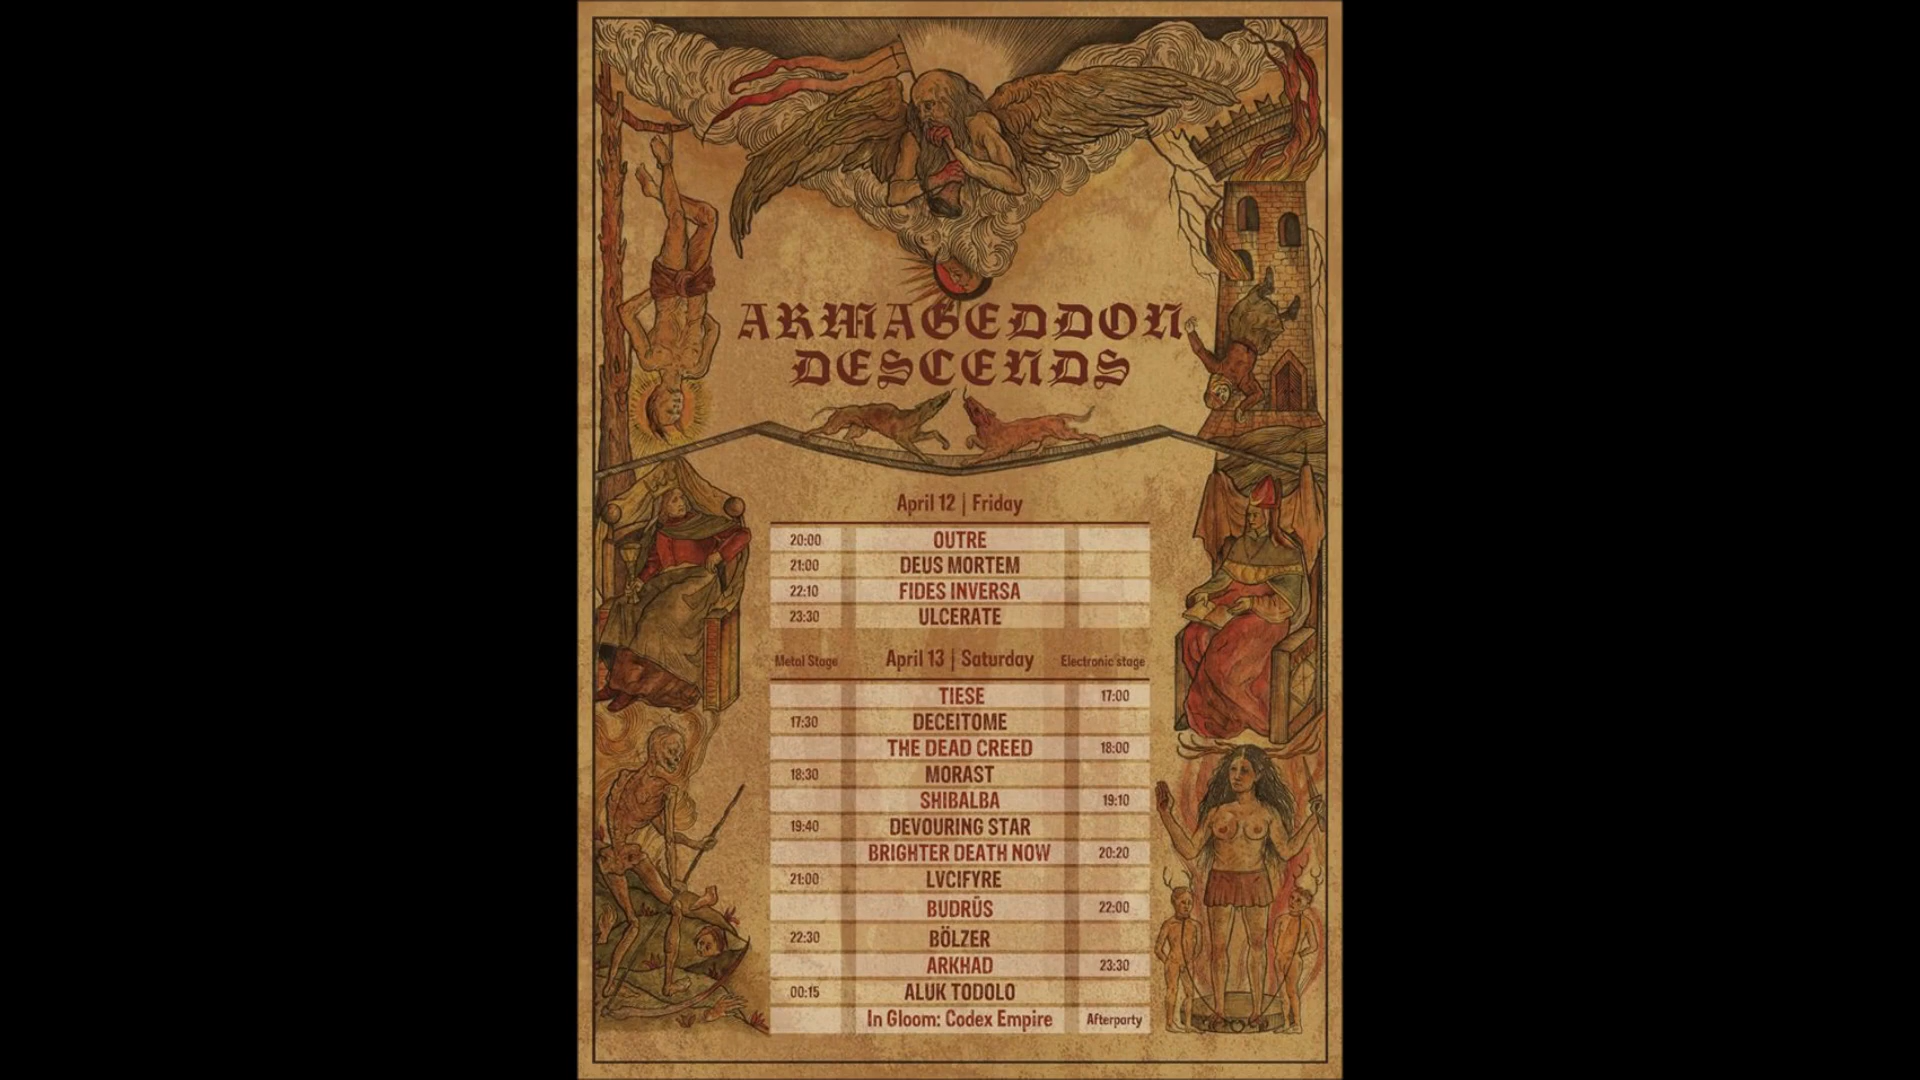 ARMAGEDDON
DESCENDS
April 12 | Friday
20:00 OUTRE
21:00 DEUS MORTEM
22:10 FIDES INVERSA
23:30 ULCERATE
Metal Stage April 13 | Saturday Electronic stage
TIESE 17:00
17:30 DECEITOME
THE DEAD CREED 18:00
18:30 MORAST
SHIBALBA 19:10
19:40 DEVOURING STAR
BRIGHTER DEATH NOW 20:20
21:00 LVCIFYRE
BUDRŪS 22:00
22:30 BÖLZER
ARKHAD 23:30
00:15 ALUK TODOLO
In Gloom: Codex Empire Afterparty